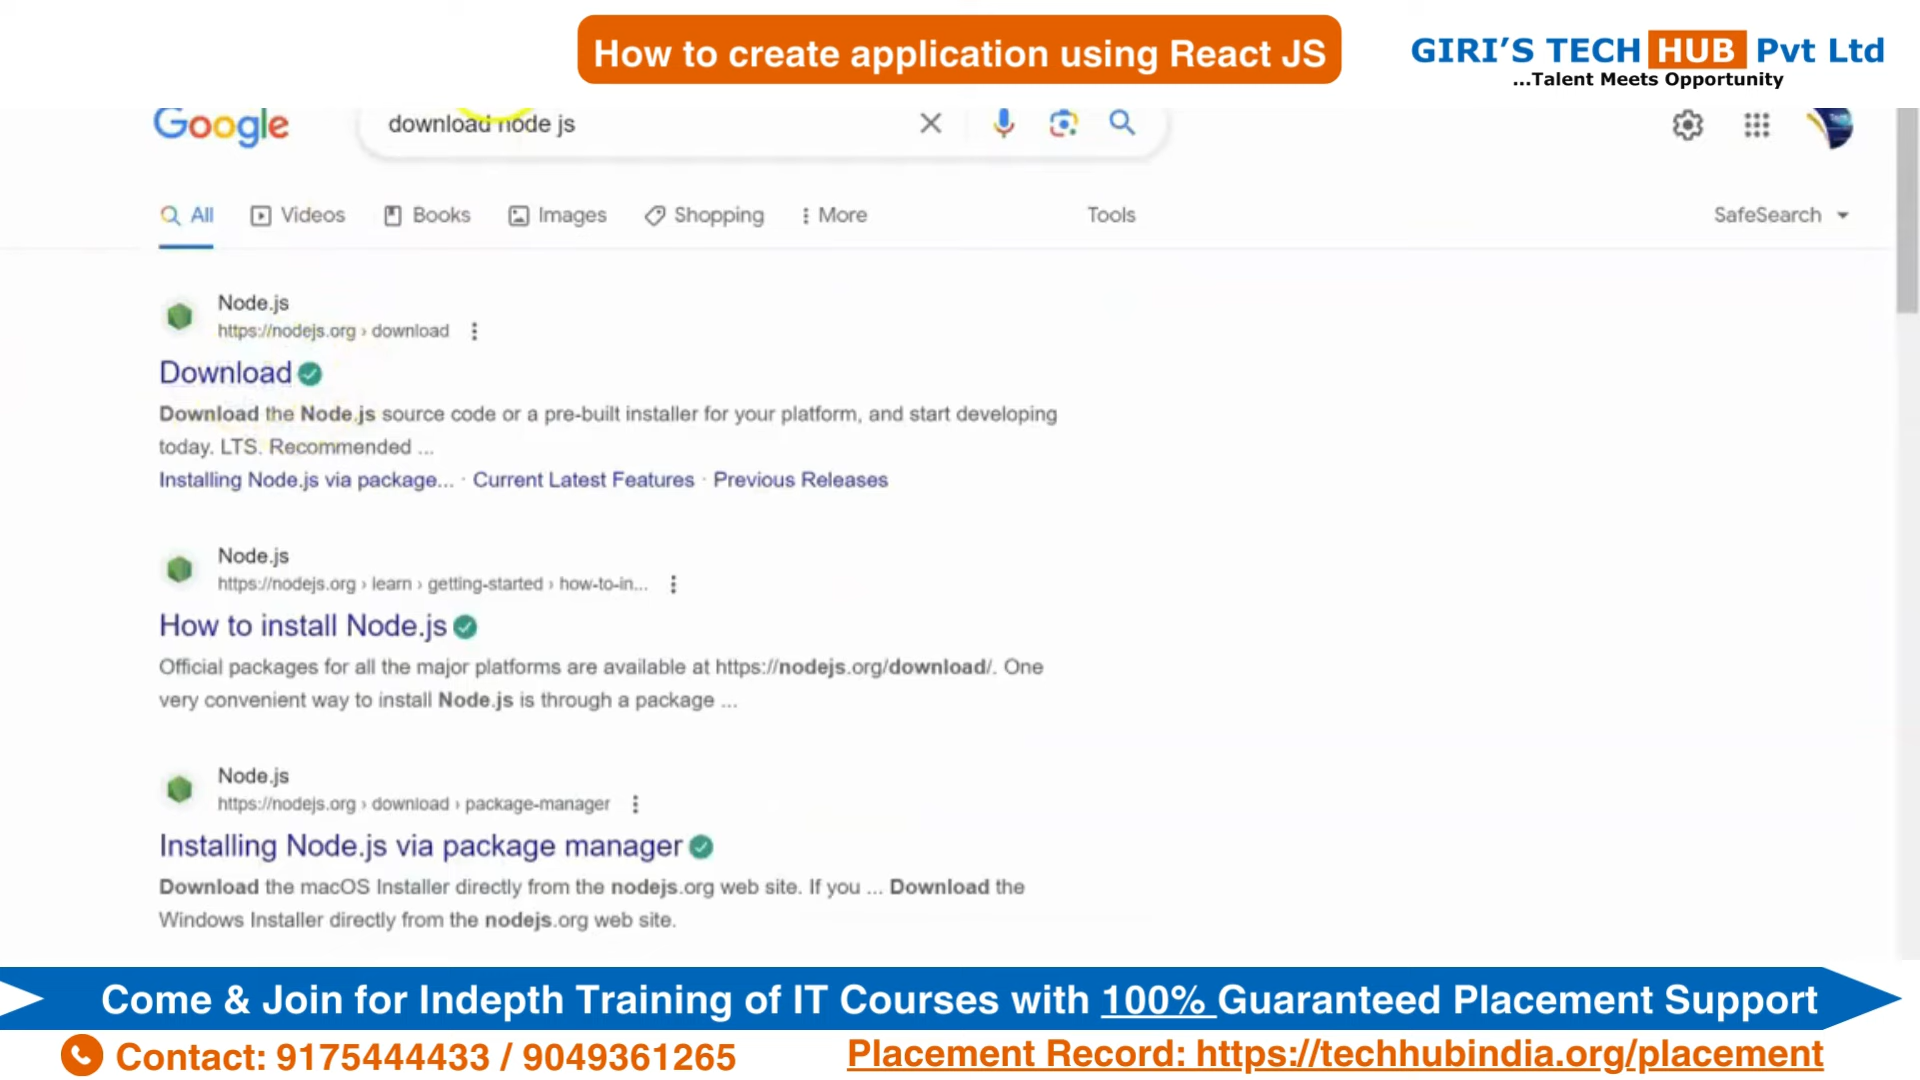 How to create application using React JS
GIRI'S TECH HUB Pvt Ltd
...Talent Meets Opportunity
Google
download node js
All
Videos
Books
Images
Shopping
More
Tools
SafeSearch
Node.js
https://nodejs.org › download
Download
Download the Node.js source code or a pre-built installer for your platform, and start developing
today. LTS. Recommended ...
Installing Node.js via package... · Current Latest Features · Previous Releases
Node.js
https://nodejs.org › learn › getting-started › how-to-in...
How to install Node.js
Official packages for all the major platforms are available at https://nodejs.org/download/. One
very convenient way to install Node.js is through a package ...
Node.js
https://nodejs.org › download › package-manager
Installing Node.js via package manager
Download the macOS Installer directly from the nodejs.org web site. If you ... Download the
Windows Installer directly from the nodejs.org web site.
Come & Join for Indepth Training of IT Courses with 100% Guaranteed Placement Support
Contact: 9175444433 / 9049361265
Placement Record: https://techhubindia.org/placement